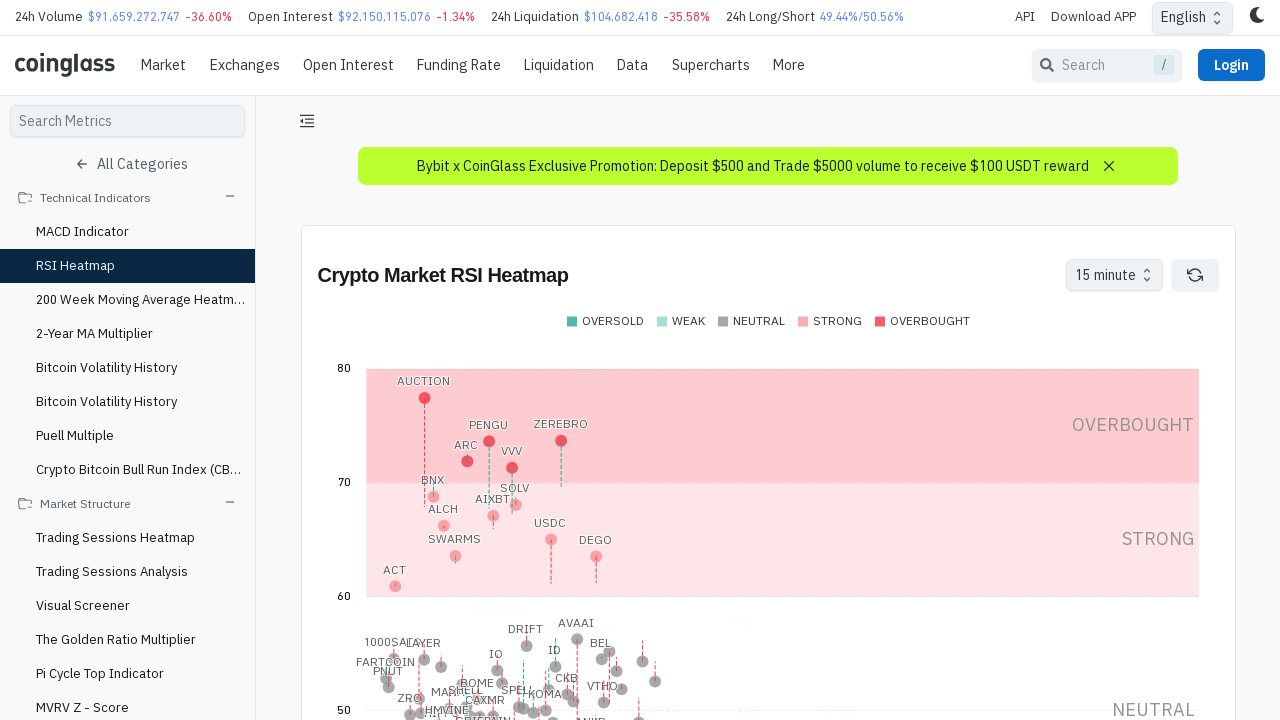 24h Volume $91,659,272,747 -36.60% Open Interest $92,150,115,076 -1.34% 24h Liquidation $104,682,418 -35.58% 24h Long/Short 49.44%/50.56% API Download APP English
coinglass Market Exchanges Open Interest Funding Rate Liquidation Data Supercharts More Search / Login
Search Metrics
All Categories
Technical Indicators
MACD Indicator
RSI Heatmap
200 Week Moving Average Heatm...
2-Year MA Multiplier
Bitcoin Volatility History
Bitcoin Volatility History
Puell Multiple
Crypto Bitcoin Bull Run Index (CB...
Market Structure
Trading Sessions Heatmap
Trading Sessions Analysis
Visual Screener
The Golden Ratio Multiplier
Pi Cycle Top Indicator
MVRV Z - Score
Bybit x CoinGlass Exclusive Promotion: Deposit $500 and Trade $5000 volume to receive $100 USDT reward
Crypto Market RSI Heatmap
15 minute
OVERSOLD WEAK NEUTRAL STRONG OVERBOUGHT
80
AUCTION
PENGU ZEREBRO OVERBOUGHT
ARC VVV
70
BNX SOLV
AIXBT
ALCH
USDC
SWARMS DEGO STRONG
ACT
60
AVAAI
DRIFT
LAYER BEL
IO ID
FARTCOIN
PNUT
CKB
BOME VTHO
SPELL
KOMA
ZRO
50 NEUTRAL